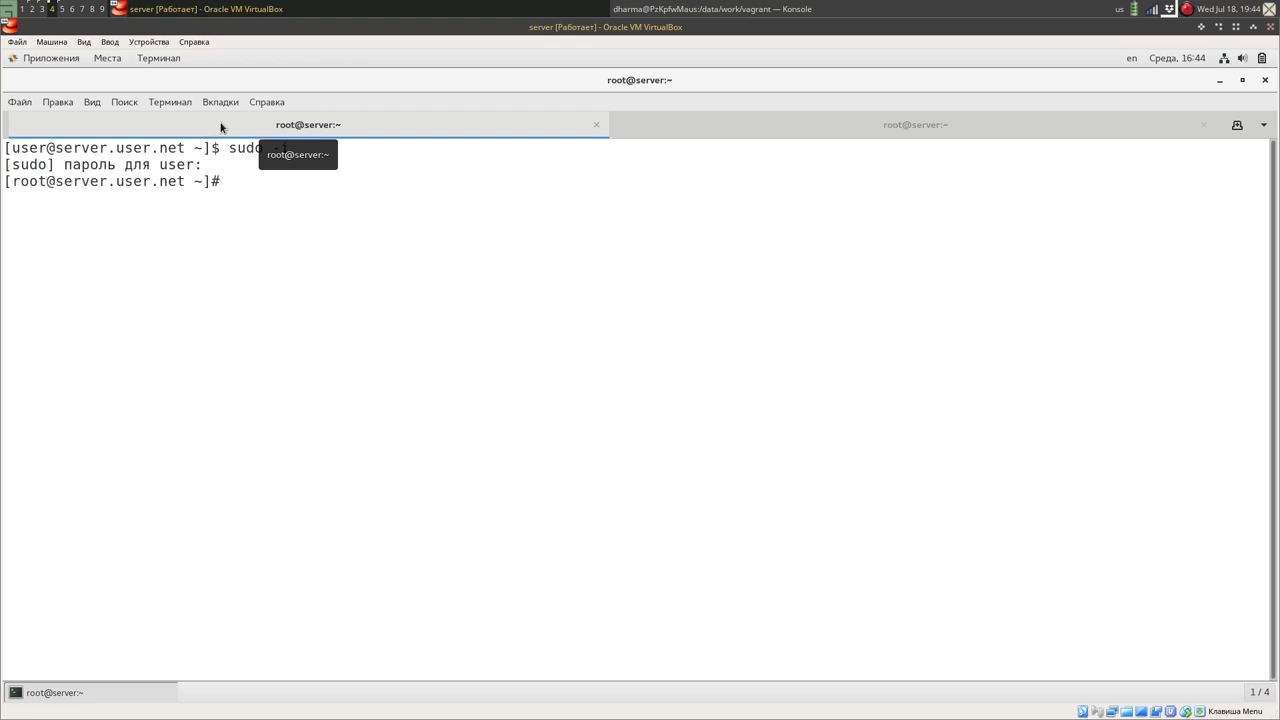 1 2 3 4 5 6 7 8 9 server [Работает] - Oracle VM VirtualBox dharma@PzKpfwMaus:/data/work/vagrant — Konsole us Wed Jul 18, 19:44
server [Работает] - Oracle VM VirtualBox
Файл Машина Вид Ввод Устройства Справка
Приложения Места Терминал en Среда, 16:44
root@server:~
Файл Правка Вид Поиск Терминал Вкладки Справка
root@server:~ root@server:~
[user@server.user.net ~]$ sudo -i
root@server:~
[sudo] пароль для user:
[root@server.user.net ~]#
root@server:~ 1 / 4
Клавиша Menu